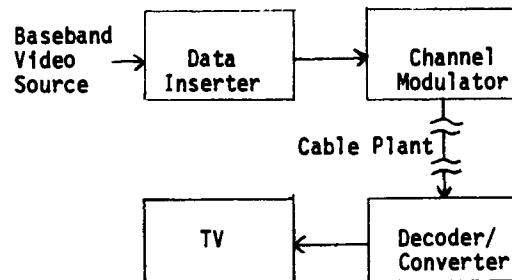 Baseband
Video
Source
Data
Inserter
Channel
Modulator
Cable Plant
TV
Decoder/
Converter